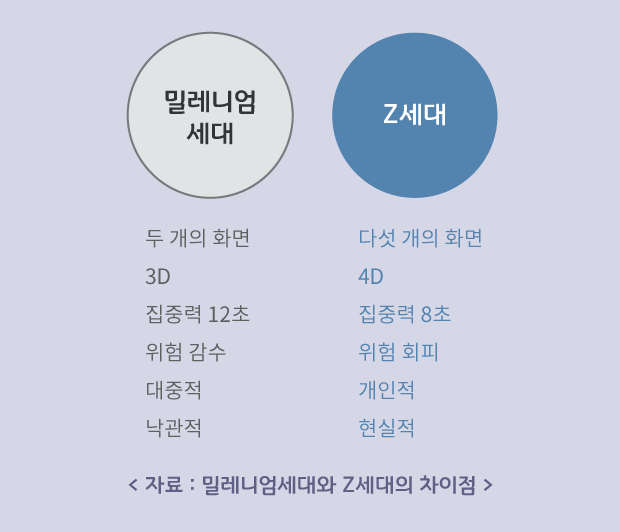 밀레니엄
세대
Z세대
두 개의 화면
3D
집중력 12초
위험 감수
대중적
낙관적
다섯 개의 화면
4D
집중력 8초
위험 회피
개인적
현실적
< 자료 : 밀레니엄세대와 Z세대의 차이점 >